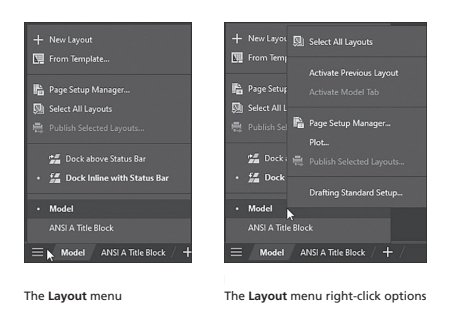 New Layout
From Template...
Page Setup Manager...
Select All Layouts
Publish Selected Layouts...
Dock above Status Bar
Dock Inline with Status Bar
Model
ANSI A Title Block
Model ANSI A Title Block
The Layout menu
New Layou
From Temp
Page Setup
Select All L
Publish Sel
Dock a
Dock
Model
ANSI A Title Block
Model ANSI A Title Block
Select All Layouts
Activate Previous Layout
Activate Model Tab
Page Setup Manager...
Plot...
Publish Selected Layouts...
Drafting Standard Setup...
The Layout menu right-click options